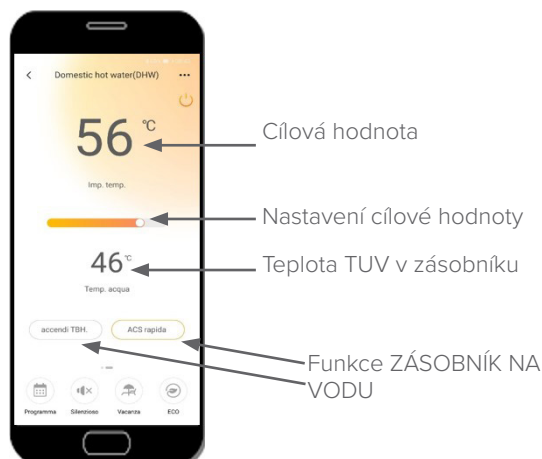 Domestic hot water(DHW)
56 °C
Cílová hodnota
Imp. temp.
Nastavení cílové hodnoty
46 °C
Teplota TUV v zásobníku
Temp. acqua
accendi TBH.
ACS rapida
Funkce ZÁSOBNÍK NA
VODU
Programma
Silenzioso
Vacanza
ECO